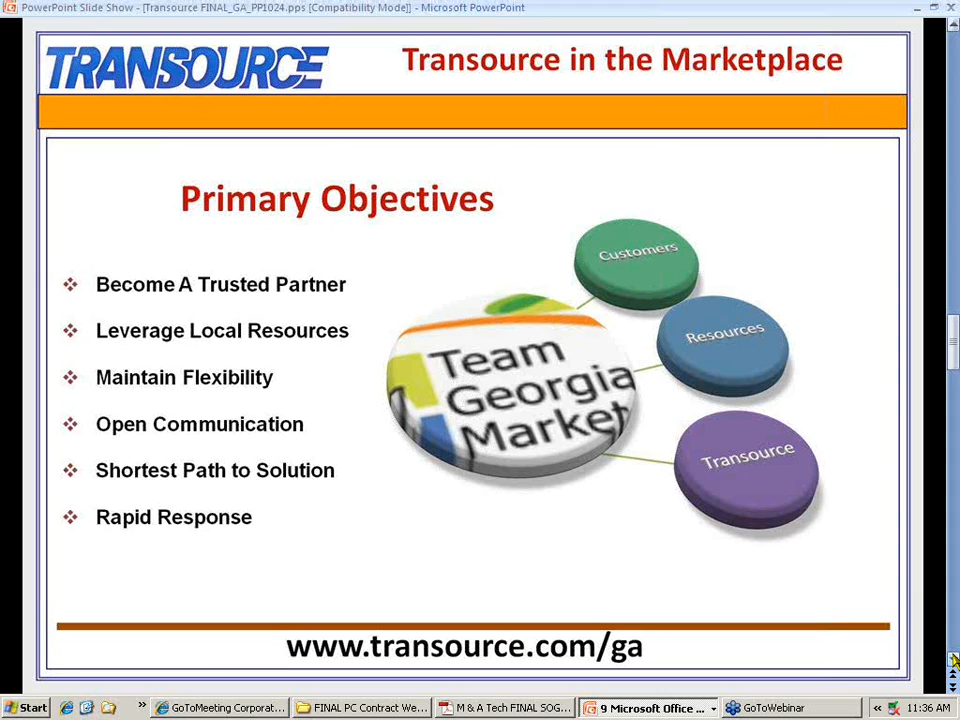 PowerPoint Slide Show - [Transource FINAL_GA_PP1024.pps [Compatibility Mode]] - Microsoft PowerPoint
TRANSOURCE
Transource in the Marketplace
Primary Objectives
Become A Trusted Partner
Leverage Local Resources
Maintain Flexibility
Open Communication
Shortest Path to Solution
Rapid Response
Customers
Resources
Transource
Team
Georgia
Market
www.transource.com/ga
Start
GoToMeeting Corporat...
FINAL PC Contract We...
M & A Tech FINAL SOG...
9 Microsoft Office ...
GoToWebinar
11:36 AM